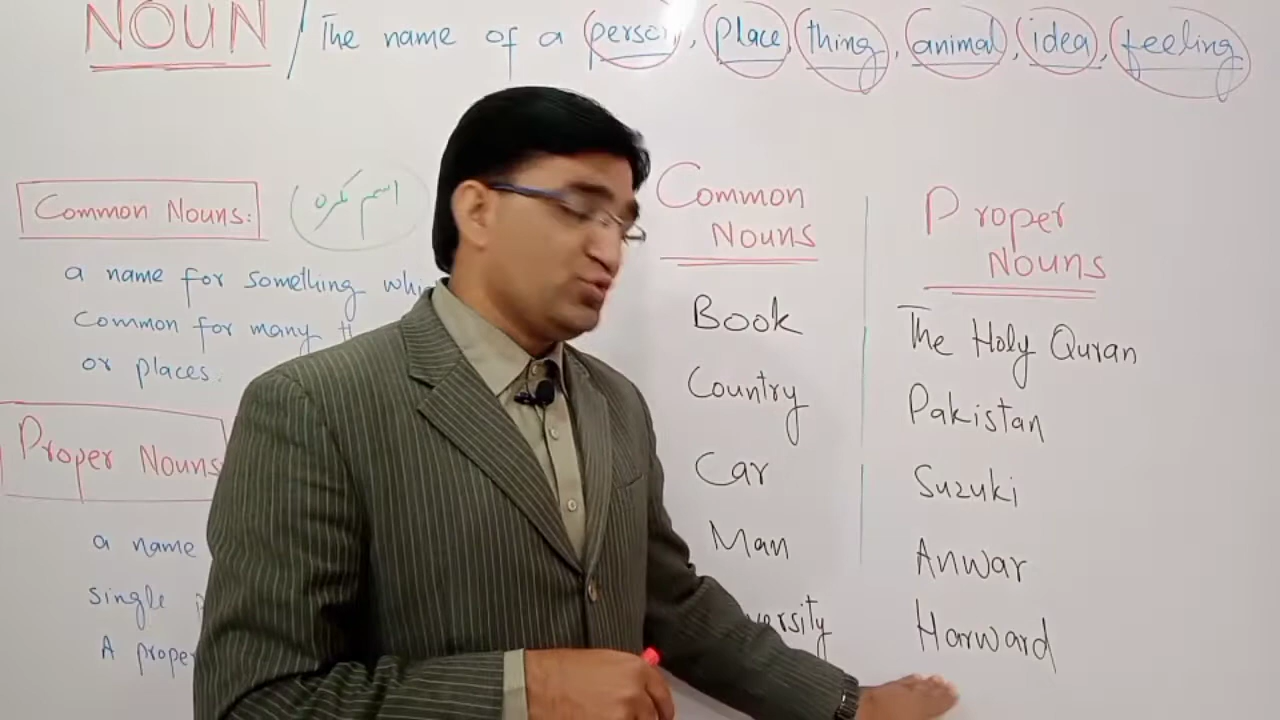 NOUN / The name of a person, place, thing, animal, idea, feeling
Common Nouns:
اسم نکرہ
a name for something
common for many
or places.
Proper Nouns
a name
single
A proper
Common
Nouns
Book
Country
Car
Man
Proper
Nouns
The Holy Quran
Pakistan
Suzuki
Anwar
Harward